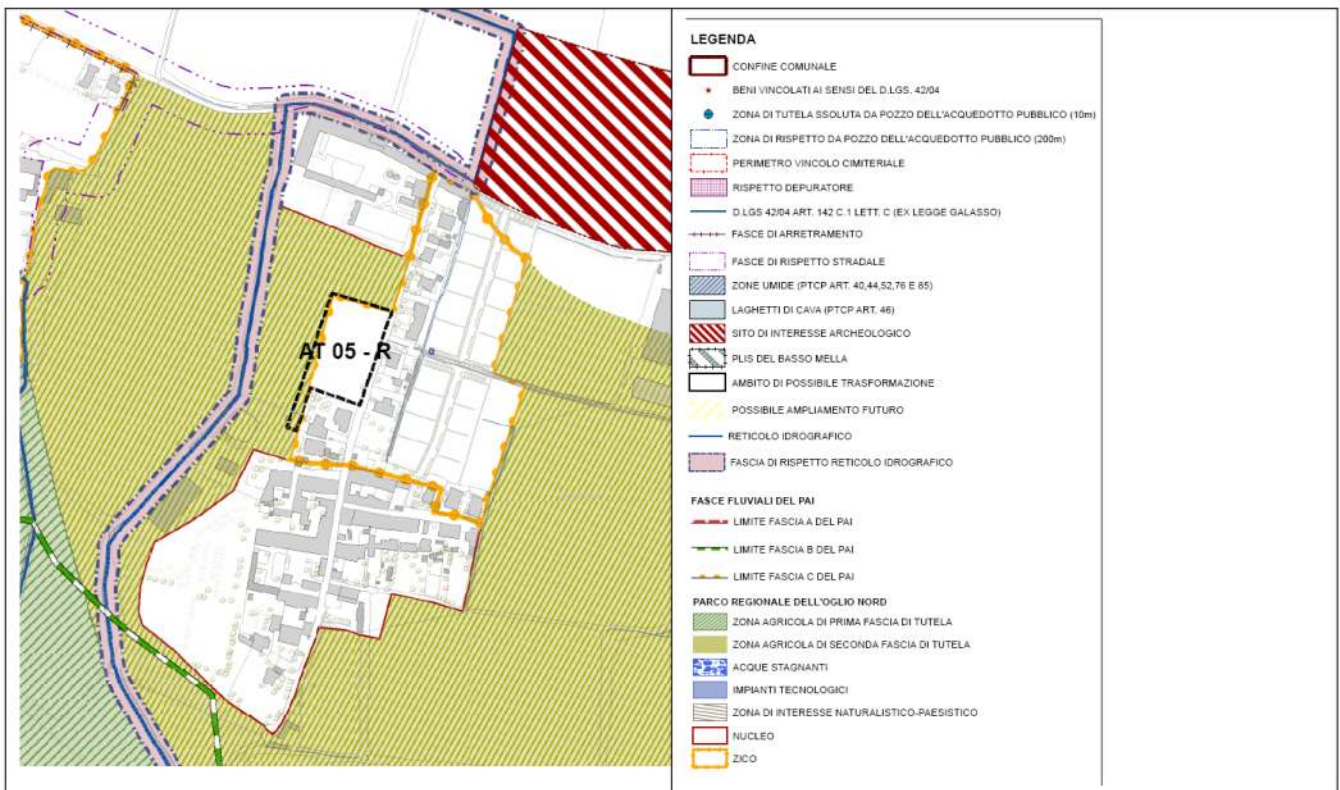 AT 05 - R
LEGENDA
CONFINE COMUNALE
BENI VINCOLATI AI SENSI DEL D.LGS. 42/04
ZONA DI TUTELA SSOLUTA DA POZZO DELL'ACQUEDOTTO PUBBLICO (10m)
ZONA DI RISPETTO DA POZZO DELL'ACQUEDOTTO PUBBLICO (200m)
PERIMETRO VINCOLO CIMITERIALE
RISPETTO DEPURATORE
D.LGS 42/04 ART. 142 C.1 LETT. C (EX LEGGE GALASSO)
FASCE DI ARRETRAMENTO
FASCE DI RISPETTO STRADALE
ZONE UMIDE (PTCP ART. 40,44,52,76 E 85)
LAGHETTI DI CAVA (PTCP ART. 46)
SITO DI INTERESSE ARCHEOLOGICO
PLIS DEL BASSO MELLA
AMBITO DI POSSIBILE TRASFORMAZIONE
POSSIBILE AMPLIAMENTO FUTURO
RETICOLO IDROGRAFICO
FASCIA DI RISPETTO RETICOLO IDROGRAFICO
FASCE FLUVIALI DEL PAI
LIMITE FASCIA A DEL PAI
LIMITE FASCIA B DEL PAI
LIMITE FASCIA C DEL PAI
PARCO REGIONALE DELL'OGLIO NORD
ZONA AGRICOLA DI PRIMA FASCIA DI TUTELA
ZONA AGRICOLA DI SECONDA FASCIA DI TUTELA
ACQUE STAGNANTI
IMPIANTI TECNOLOGICI
ZONA DI INTERESSE NATURALISTICO-PAESISTICO
NUCLEO
ZICO